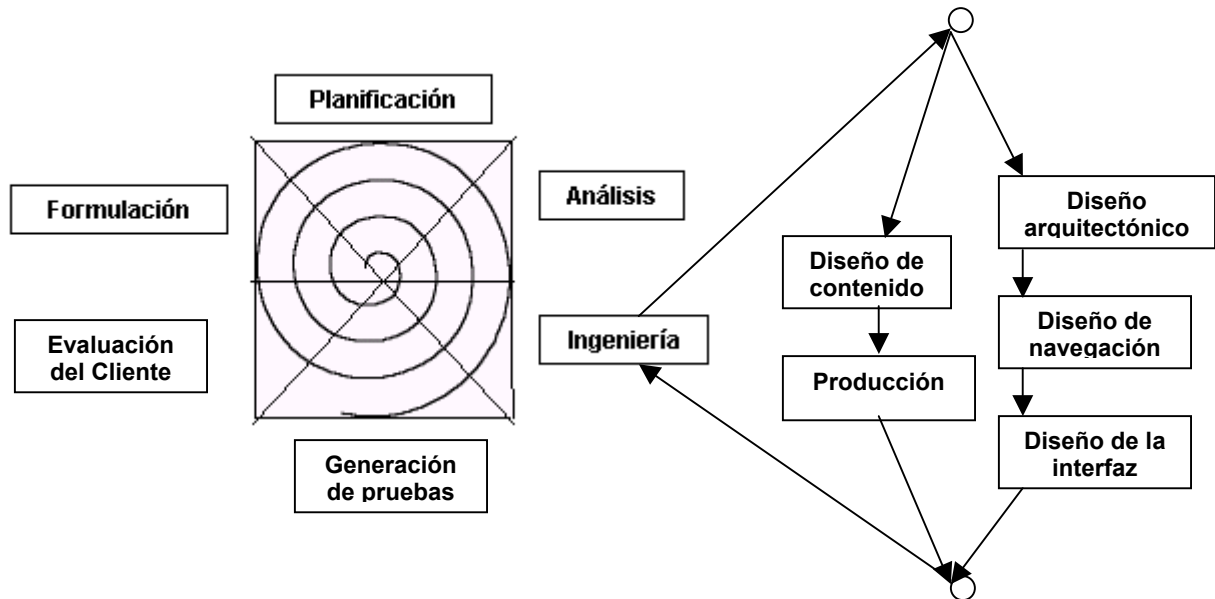 Planificación
Formulación
Análisis
Evaluación
del Cliente
Ingeniería
Generación
de pruebas
Diseño de
contenido
Producción
Diseño
arquitectónico
Diseño de
navegación
Diseño de la
interfaz